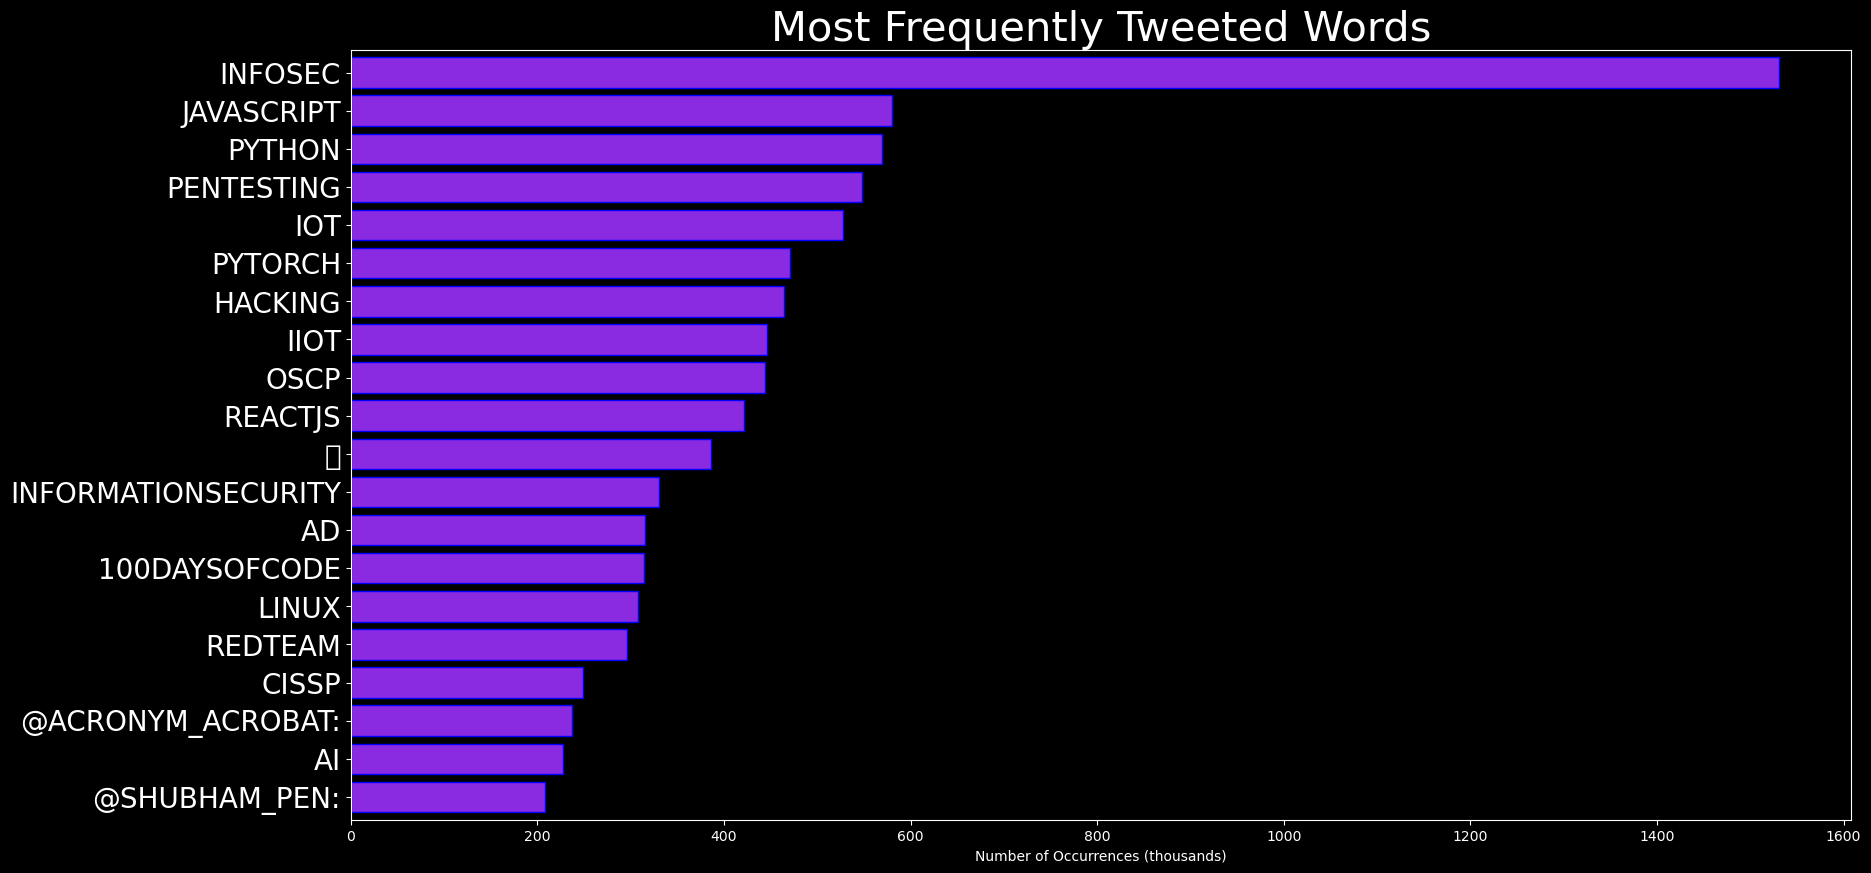 Most Frequently Tweeted Words
INFOSEC
JAVASCRIPT
PYTHON
PENTESTING
IOT
PYTORCH
HACKING
IIOT
OSCP
REACTJS
INFORMATIONSECURITY
AD
100DAYSOFCODE
LINUX
REDTEAM
CISSP
@ACRONYM_ACROBAT:
AI
@SHUBHAM_PEN:
0 200 400 600 800 1000 1200 1400 1600
Number of Occurrences (thousands)